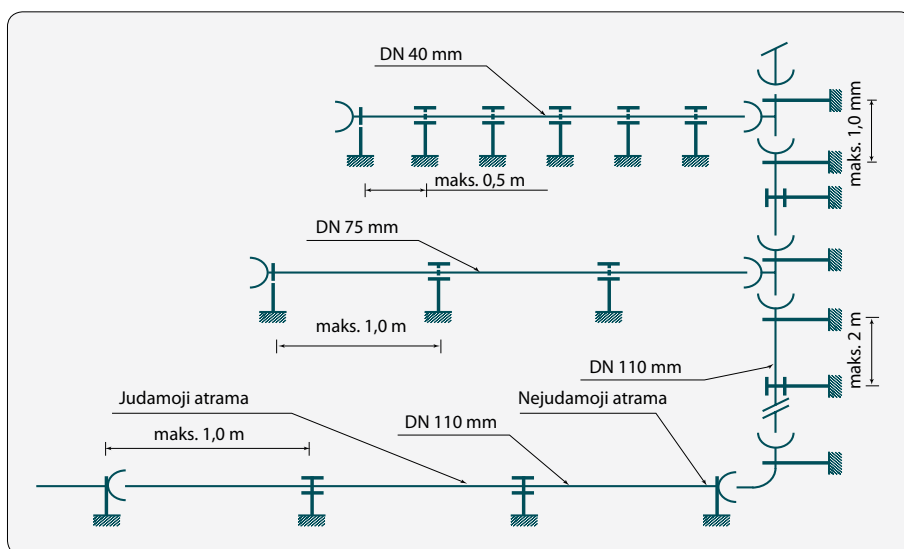 DN 40 mm
maks. 1,0 mm
maks. 0,5 m
DN 75 mm
maks. 1,0 m
maks. 2 m
DN 110 mm
Judamoji atrama
Nejudamoji atrama
maks. 1,0 m
DN 110 mm